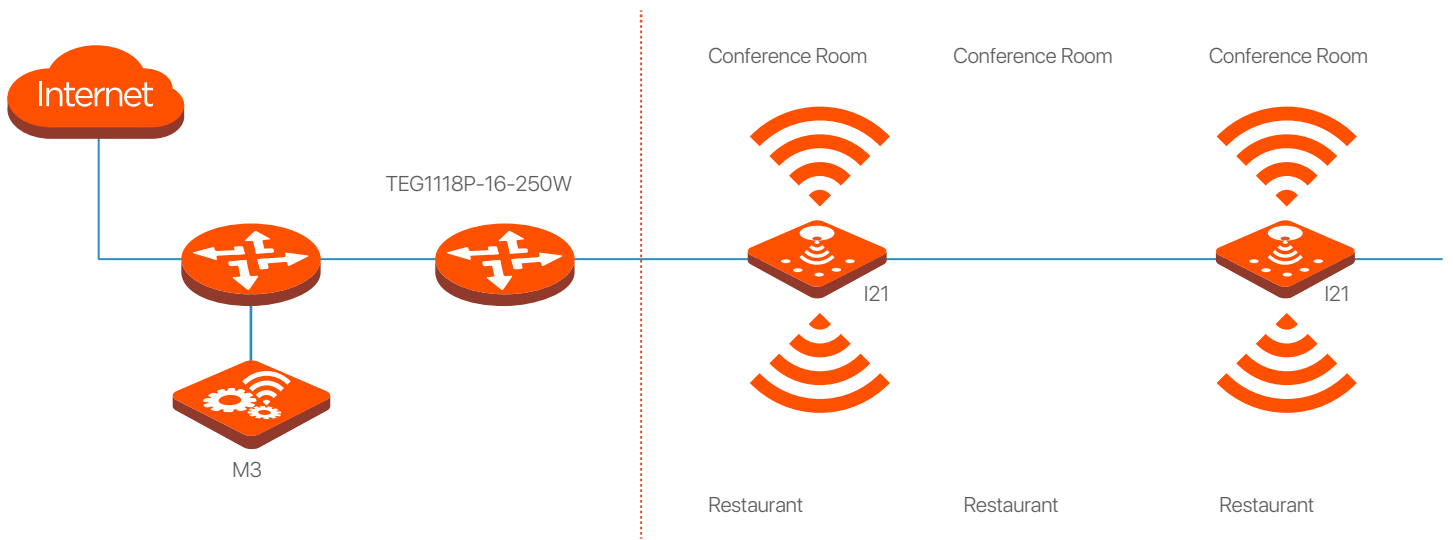 Conference Room
Conference Room
Conference Room
Internet
TEG1118P-16-250W
I21
I21
M3
Restaurant
Restaurant
Restaurant